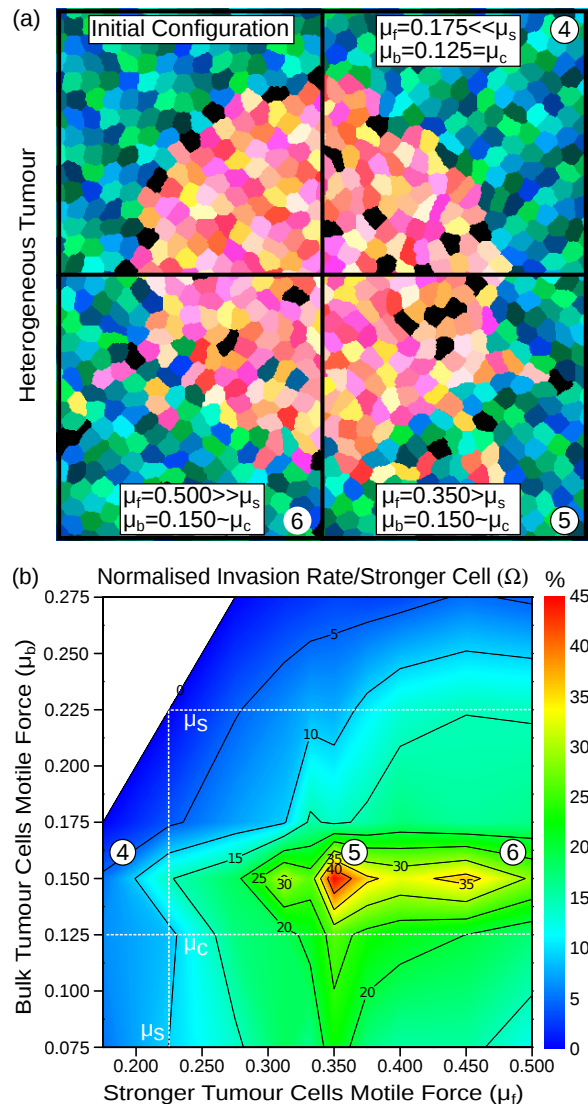 (a)
Initial Configuration
μf=0.175<<μs
μb=0.125=μc
4
Heterogeneous Tumour
μf=0.500>>μs
μb=0.150~μc
6
μf=0.350>μs
μb=0.150~μc
5
(b)
Normalised Invasion Rate/Stronger Cell (Ω)
%
Bulk Tumour Cells Motile Force (μb)
0.275
0.250
0.225
0.200
0.175
0.150
0.125
0.100
0.075
0
5
μs
10
4
15
35
5
6
40
30
25
30
35
20
μc
20
20
μs
45
40
35
30
25
20
15
10
5
0
0.200
0.250
0.300
0.350
0.400
0.450
0.500
Stronger Tumour Cells Motile Force (μf)